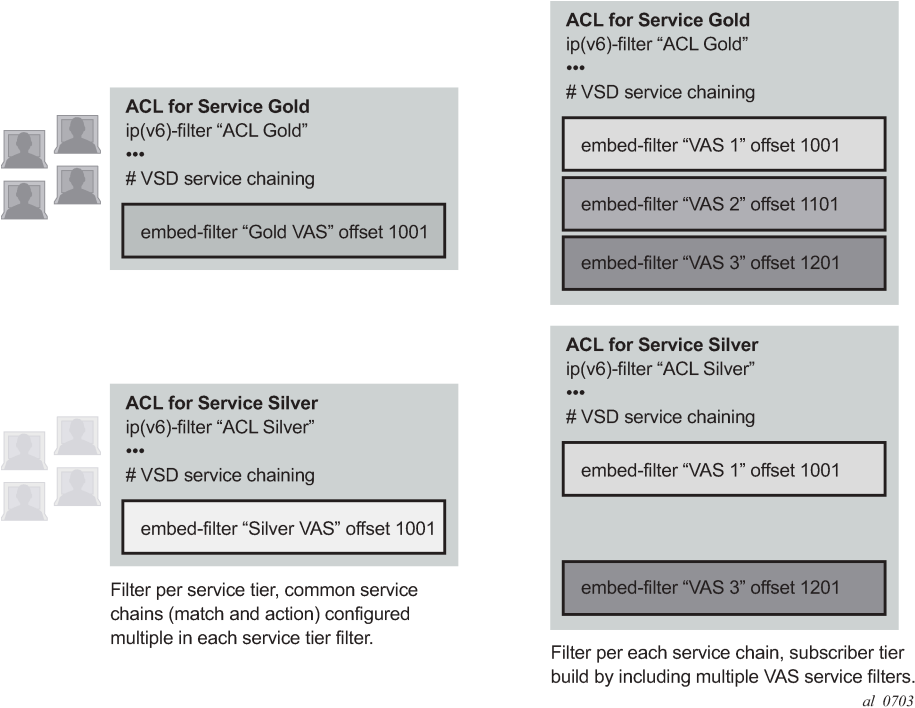 ACL for Service Gold
ip(v6)-filter “ACL Gold”
•••
# VSD service chaining
embed-filter “Gold VAS” offset 1001
ACL for Service Silver
ip(v6)-filter “ACL Silver”
•••
# VSD service chaining
embed-filter “Silver VAS” offset 1001
Filter per service tier, common service
chains (match and action) configured
multiple in each service tier filter.
ACL for Service Gold
ip(v6)-filter “ACL Gold”
•••
# VSD service chaining
embed-filter “VAS 1” offset 1001
embed-filter “VAS 2” offset 1101
embed-filter “VAS 3” offset 1201
ACL for Service Silver
ip(v6)-filter “ACL Silver”
•••
# VSD service chaining
embed-filter “VAS 1” offset 1001
embed-filter “VAS 3” offset 1201
Filter per each service chain, subscriber tier
build by including multiple VAS service filters.
al_0703